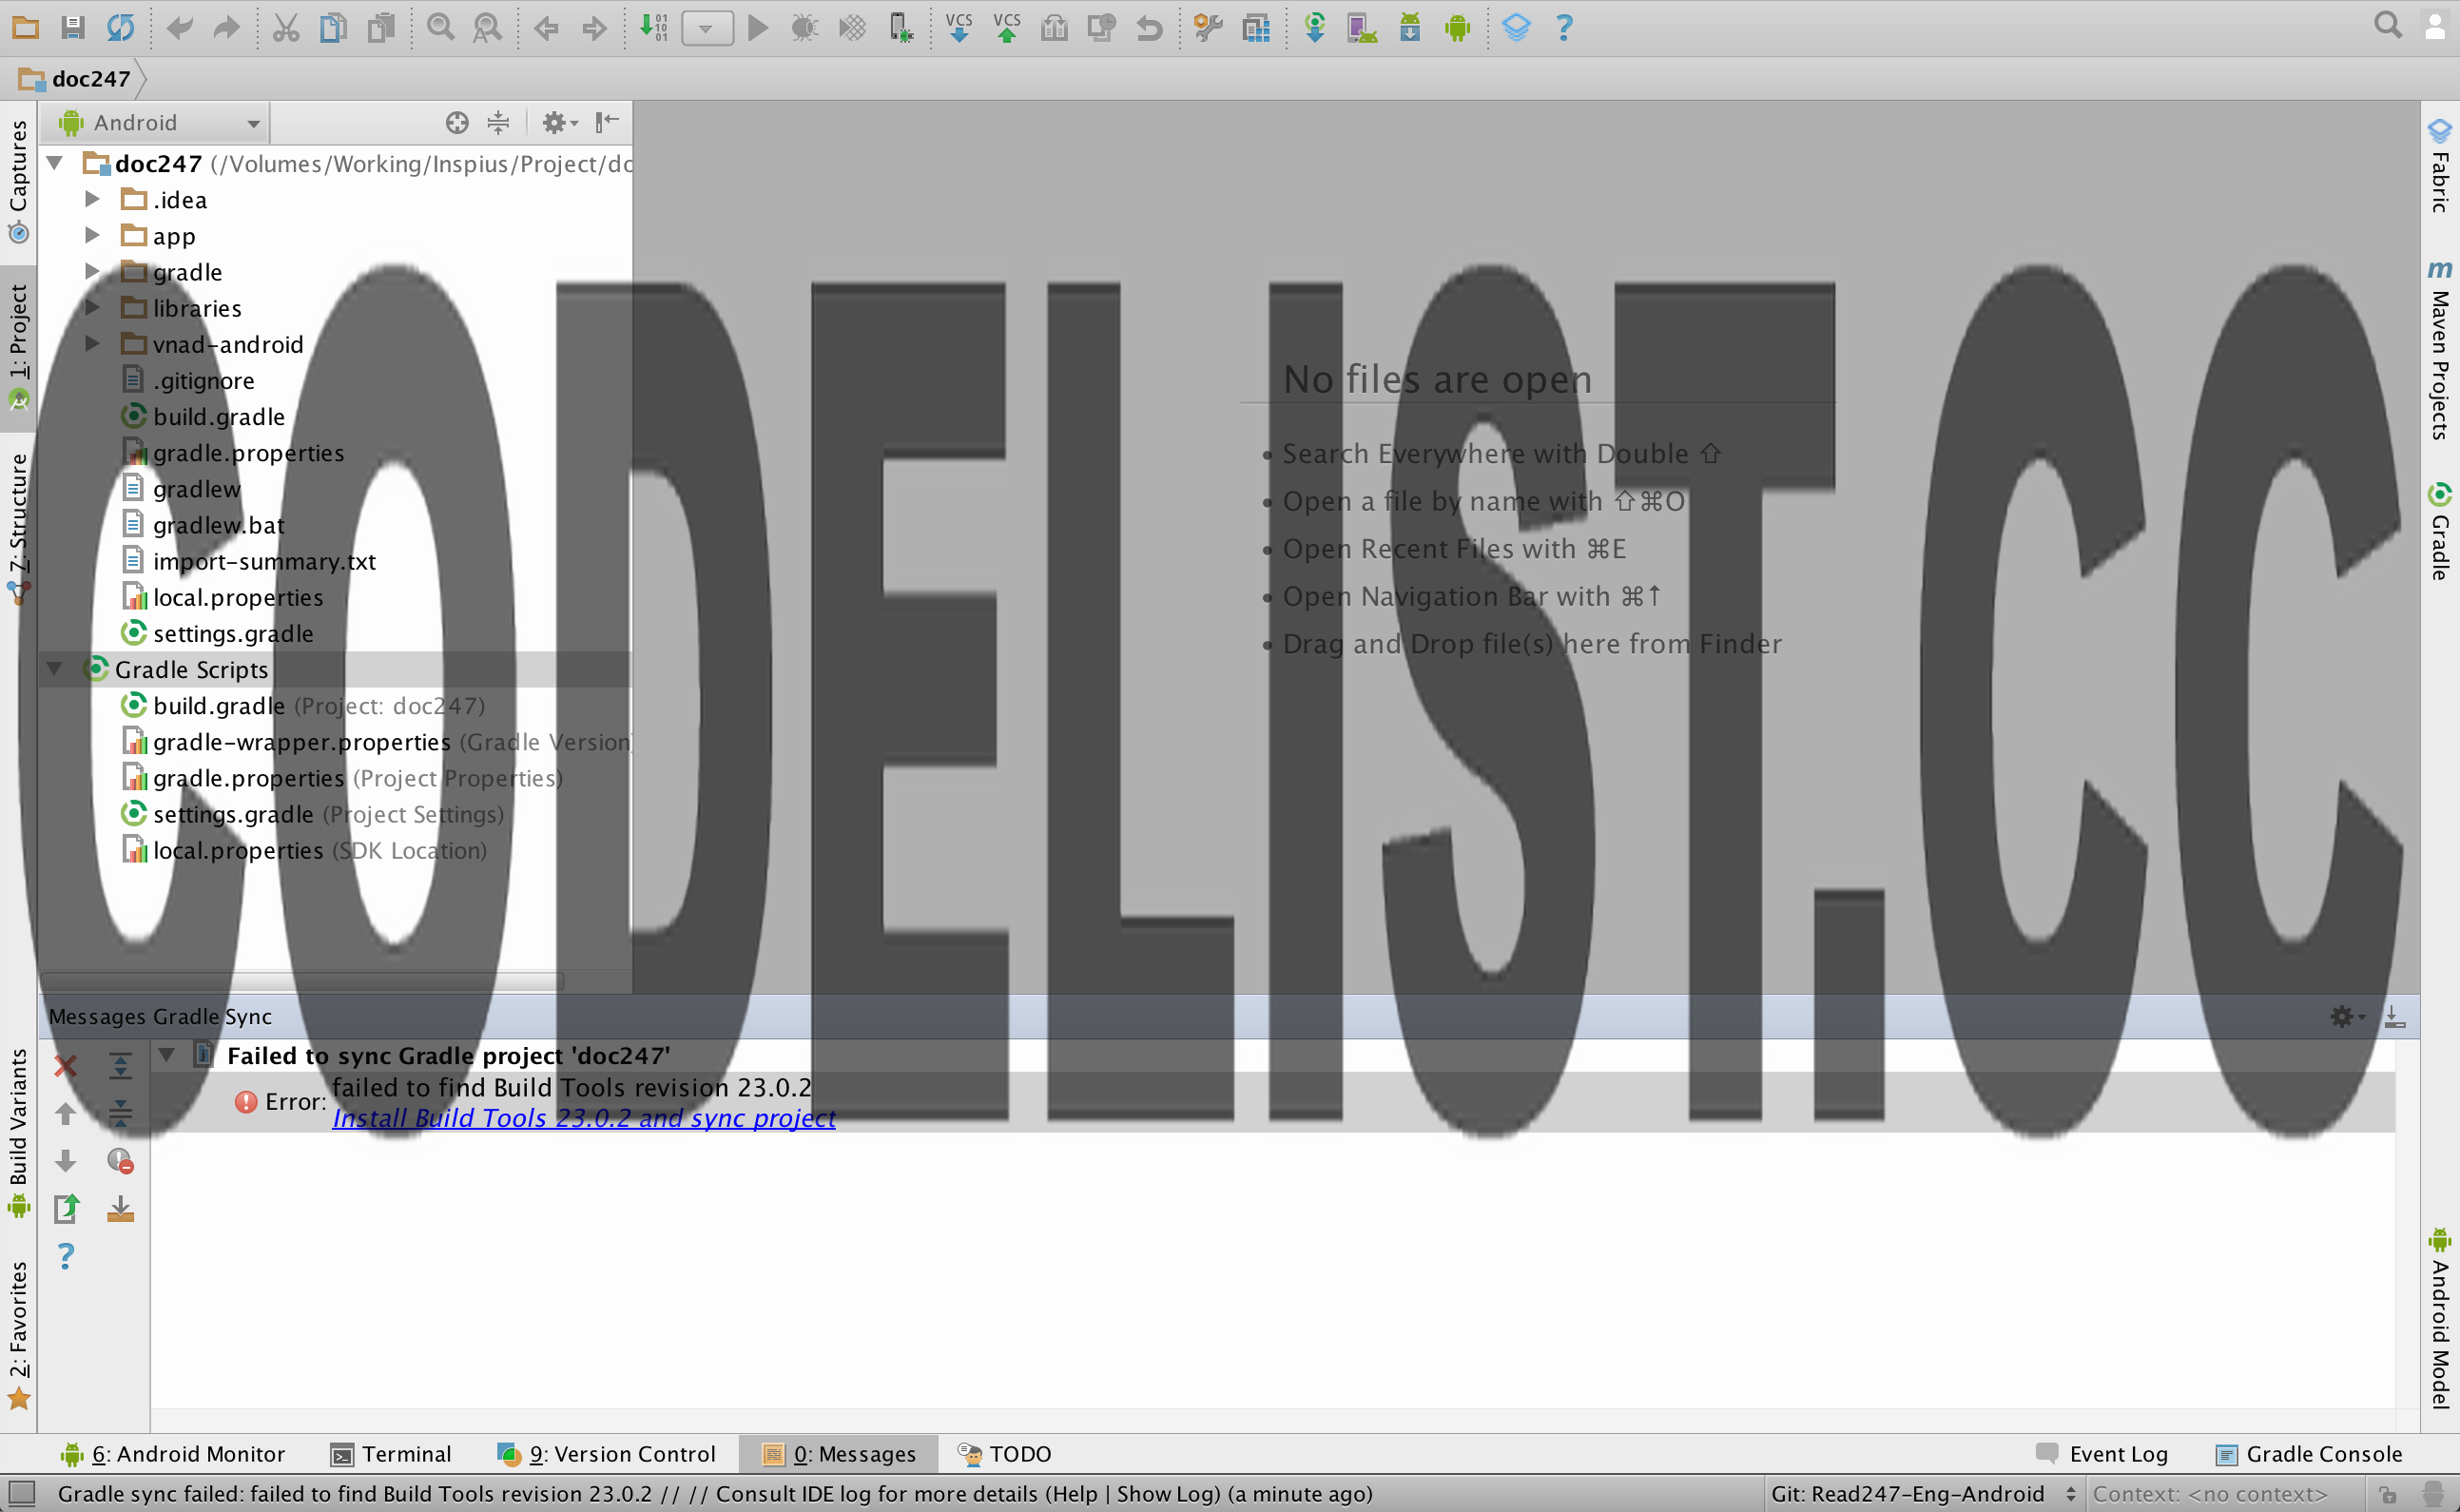 VCS VCS
doc247
Android
doc247 (/Volumes/Working/Inspius/Project/do
.idea
app
gradle
libraries
vnad-android
.gitignore
build.gradle
gradle.properties
gradlew
gradlew.bat
import-summary.txt
local.properties
settings.gradle
Gradle Scripts
build.gradle (Project: doc247)
gradle-wrapper.properties (Gradle Version)
gradle.properties (Project Properties)
settings.gradle (Project Settings)
local.properties (SDK Location)
Captures
1: Project
7: Structure
Build Variants
2: Favorites
No files are open
• Search Everywhere with Double ⇧
• Open a file by name with ⇧⌘O
• Open Recent Files with ⌘E
• Open Navigation Bar with ⌘↑
• Drag and Drop file(s) here from Finder
CODELIST.CC
Fabric
m Maven Projects
Gradle
Android Model
Messages Gradle Sync
Failed to sync Gradle project 'doc247'
Error: failed to find Build Tools revision 23.0.2
Install Build Tools 23.0.2 and sync project
6: Android Monitor Terminal 9: Version Control 0: Messages TODO Event Log Gradle Console
Gradle sync failed: failed to find Build Tools revision 23.0.2 // // Consult IDE log for more details (Help | Show Log) (a minute ago) Git: Read247-Eng-Android Context: <no context>